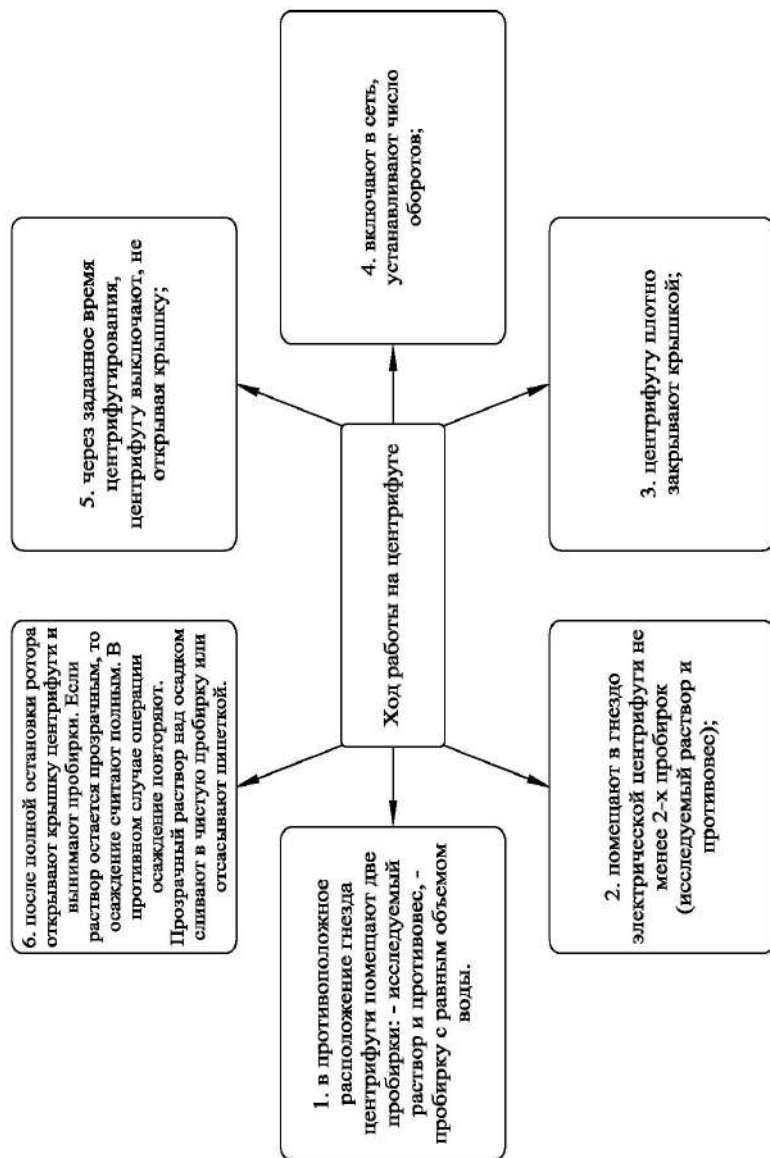 Ход работы на центрифуге
1. в противоположное
расположение гнезда
центрифуги помещают две
пробирки: - исследуемый
раствор и противовес, -
пробирку с равным объемом
воды.
2. помещают в гнездо
электрической центрифуги не
менее 2-х пробирок
(исследуемый раствор и
противовес);
3. центрифугу плотно
закрывают крышкой;
4. включают в сеть,
устанавливают число
оборотов;
5. через заданное время
центрифугирования,
центрифугу выключают, не
открывая крышку;
6. после полной остановки ротора
открывают крышку центрифуги и
вынимают пробирки. Если
раствор остается прозрачным, то
осаждение считают полным. В
противном случае операции
осаждение повторяют.
Прозрачный раствор над осадком
сливают в чистую пробирку или
отсасывают пипеткой.